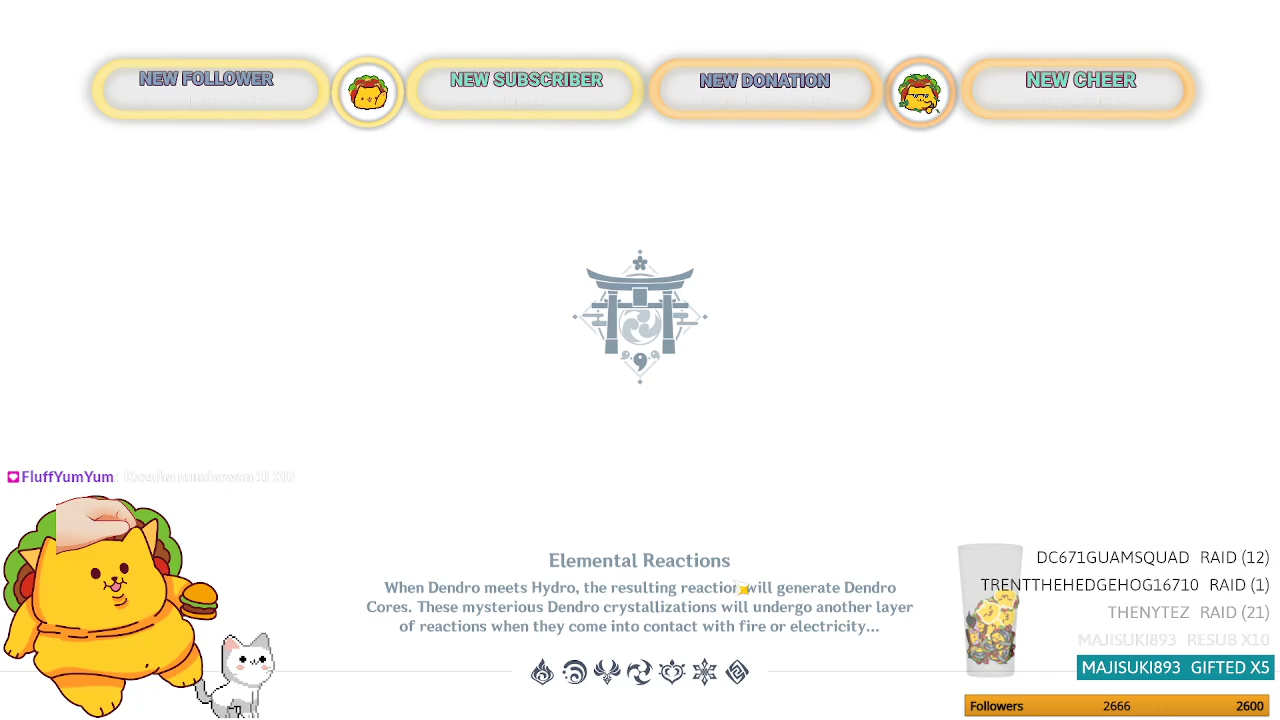 NEW FOLLOWER
NEW SUBSCRIBER
NEW DONATION
NEW CHEER
FluffYumYum:
Elemental Reactions
When Dendro meets Hydro, the resulting reaction will generate Dendro
Cores. These mysterious Dendro crystallizations will undergo another layer
of reactions when they come into contact with fire or electricity...
DC671GUAMSQUAD RAID (12)
TRENTTHEHEDGEHOG16710 RAID (1)
THENYTEZ RAID (21)
MAJISUKI893 RESUB X10
MAJISUKI893 GIFTED X5
Followers 2666 2600